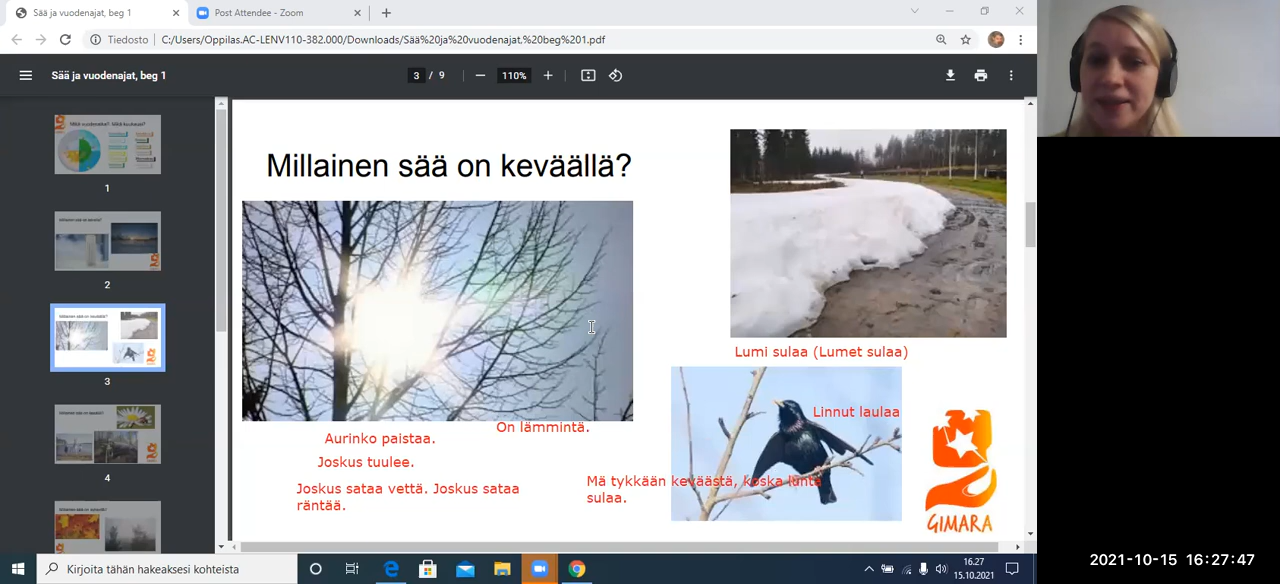 Sää ja vuodenajat, beg 1
Post Attendee - Zoom
Tiedosto
C:/Users/Oppilas.AC-LENV110-382.000/Downloads/Sää%20ja%20vuodenajat.%20beg%201.pdf
Sää ja vuodenajat, beg 1
3 / 9
110%
1
2
3
4
Millainen sää on keväällä?
Lumi sulaa (Lumet sulaa)
Linnut laulaa
On lämmintä.
Aurinko paistaa.
Joskus tuulee.
Joskus sataa vettä. Joskus sataa
räntää.
Mä tykkään keväästä, koska lunta
sulaa.
GIMARA
Kirjoita tähän hakeaksesi kohteista
16.27
15.10.2021
2021-10-15 16:27:47